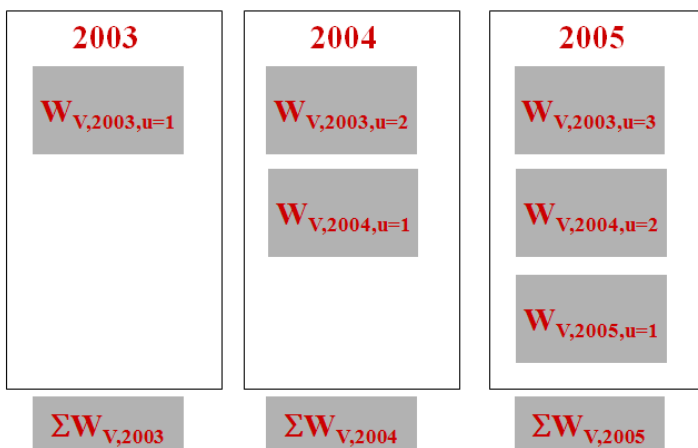 2003
2004
2005
W V,2003,u=1
W V,2003,u=2
W V,2003,u=3
W V,2004,u=1
W V,2004,u=2
W V,2005,u=1
ΣW V,2003
ΣW V,2004
ΣW V,2005